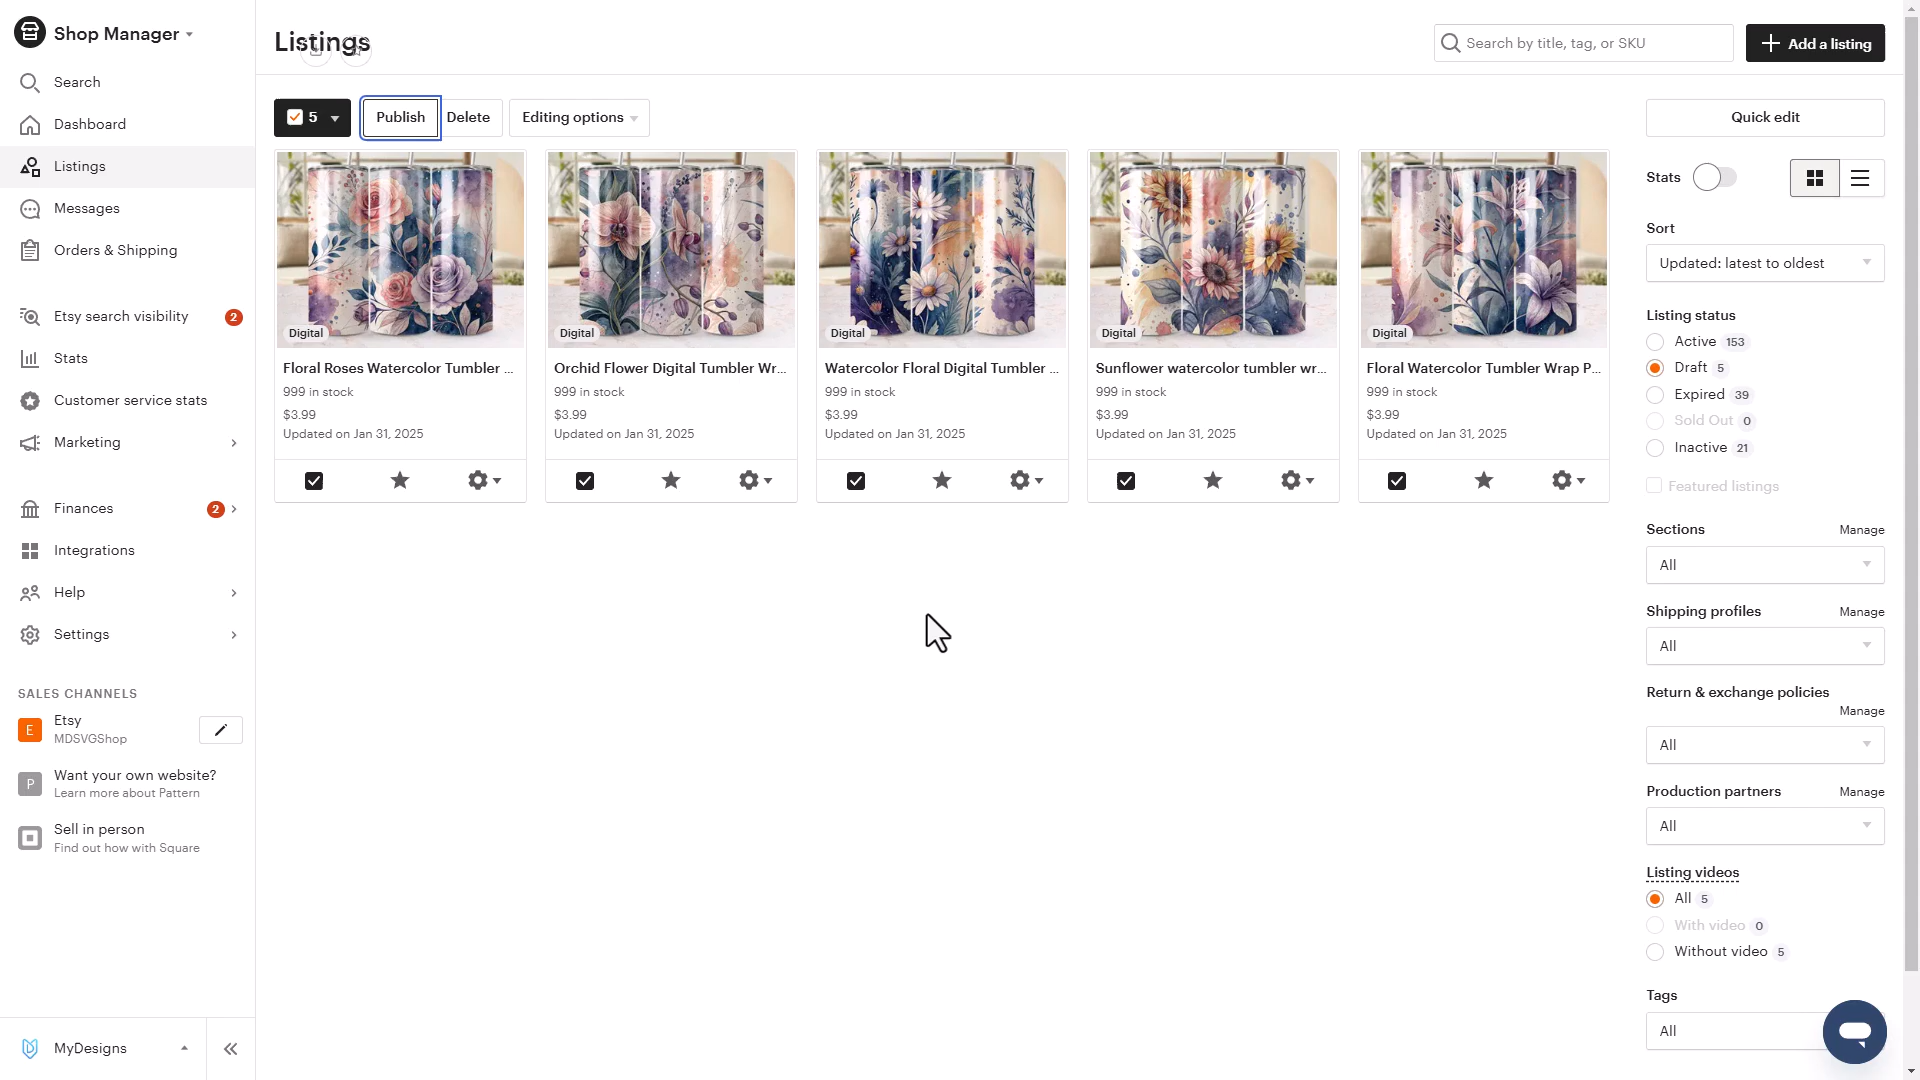 Shop Manager
Search
Dashboard
Listings
Messages
Orders & Shipping
Etsy search visibility 2
Stats
Customer service stats
Marketing
Finances 2
Integrations
Help
Settings
SALES CHANNELS
E Etsy
MDSVGShop
P Want your own website?
Learn more about Pattern
Sell in person
Find out how with Square
MyDesigns
Listings
Search by title, tag, or SKU
Add a listing
5
Publish
Delete
Editing options
Digital
Floral Roses Watercolor Tumbler ...
999 in stock
$3.99
Updated on Jan 31, 2025
Digital
Orchid Flower Digital Tumbler Wr...
999 in stock
$3.99
Updated on Jan 31, 2025
Digital
Watercolor Floral Digital Tumbler ...
999 in stock
$3.99
Updated on Jan 31, 2025
Digital
Sunflower watercolor tumbler wr...
999 in stock
$3.99
Updated on Jan 31, 2025
Digital
Floral Watercolor Tumbler Wrap P...
999 in stock
$3.99
Updated on Jan 31, 2025
Quick edit
Stats
Sort
Updated: latest to oldest
Listing status
Active 153
Draft 5
Expired 39
Sold Out 0
Inactive 21
Featured listings
Sections Manage
All
Shipping profiles Manage
All
Return & exchange policies
Manage
All
Production partners Manage
All
Listing videos
All 5
With video 0
Without video 5
Tags
All